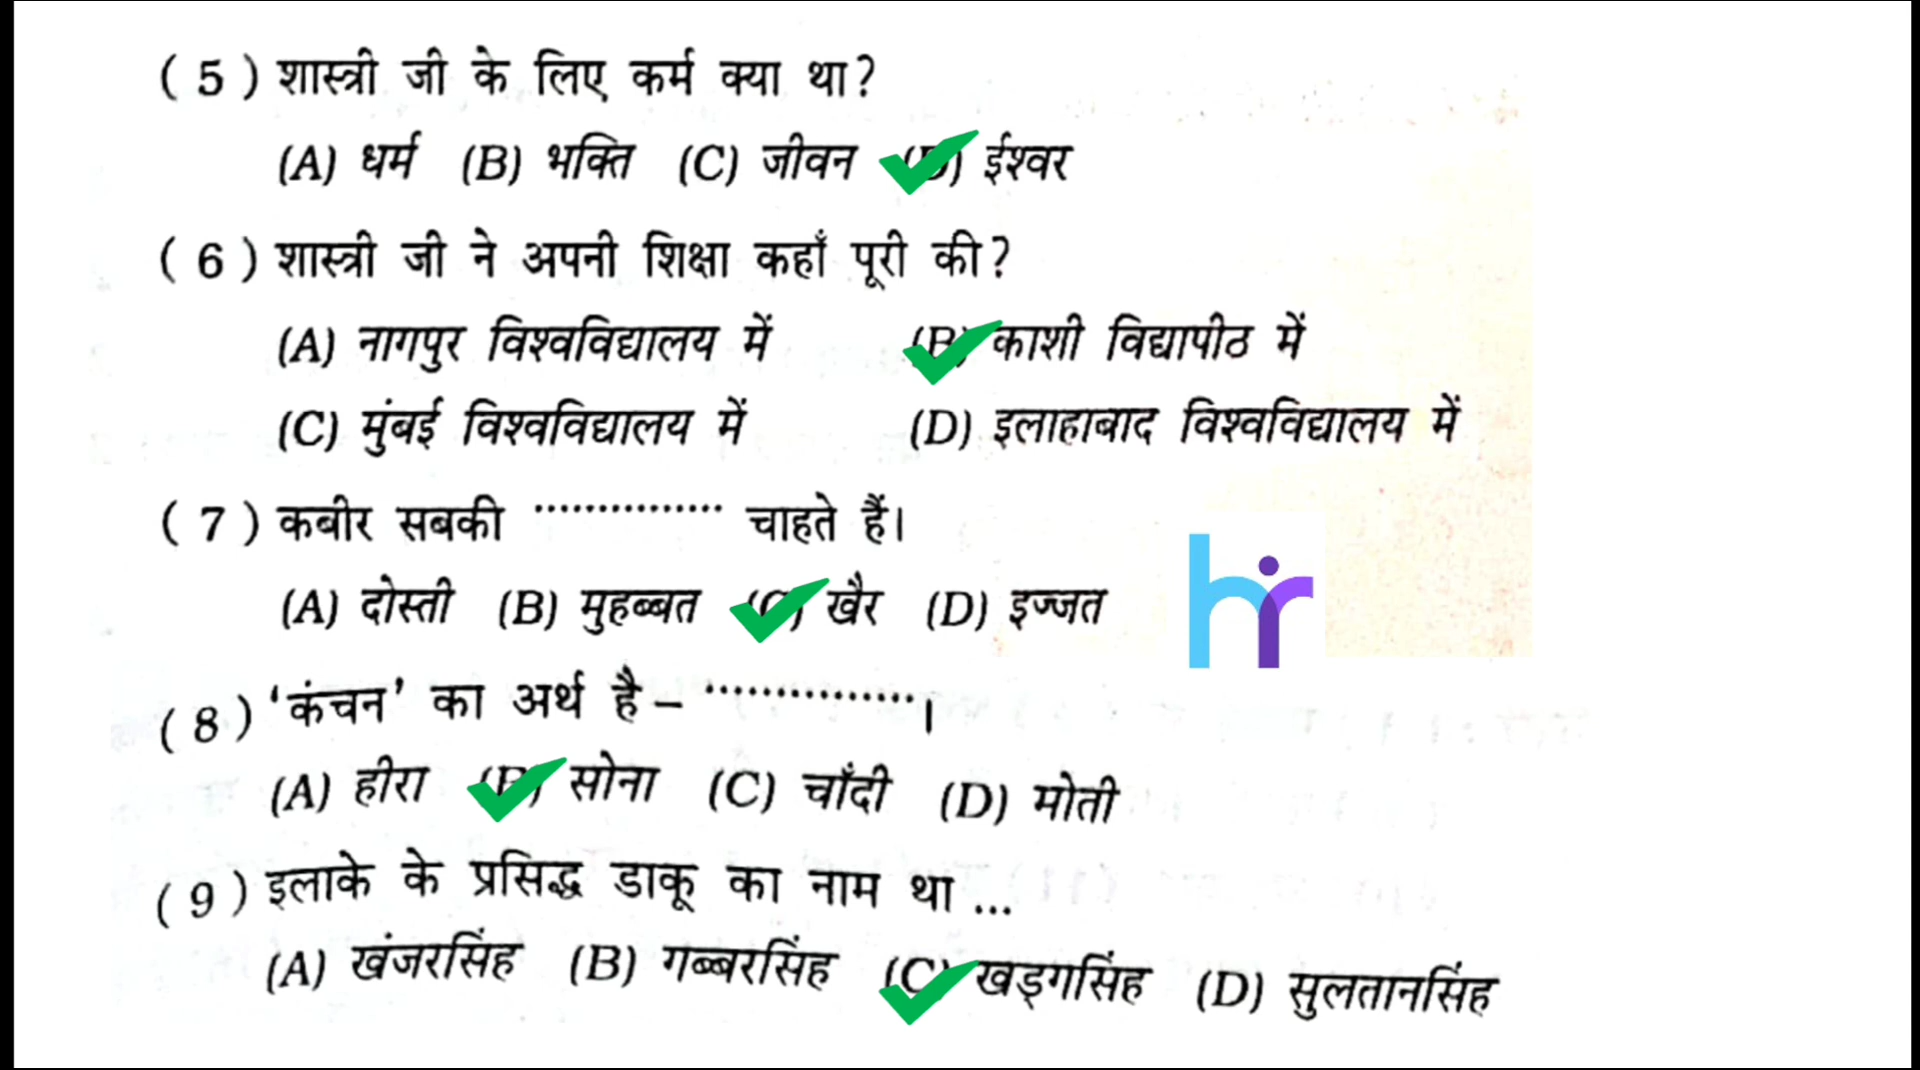 ( 5 ) शास्त्री जी के लिए कर्म क्या था?
(A) धर्म (B) भक्ति (C) जीवन (D) ईश्वर
( 6 ) शास्त्री जी ने अपनी शिक्षा कहाँ पूरी की?
(A) नागपुर विश्वविद्यालय में (B) काशी विद्यापीठ में
(C) मुंबई विश्वविद्यालय में (D) इलाहाबाद विश्वविद्यालय में
( 7 ) कबीर सबकी ............... चाहते हैं।
(A) दोस्ती (B) मुहब्बत (C) खैर (D) इज्जत
( 8 ) 'कंचन' का अर्थ है – ................।
(A) हीरा (B) सोना (C) चाँदी (D) मोती
( 9 ) इलाके के प्रसिद्ध डाकू का नाम था ...
(A) खंजरसिंह (B) गब्बरसिंह (C) खड्गसिंह (D) सुलतानसिंह
hr